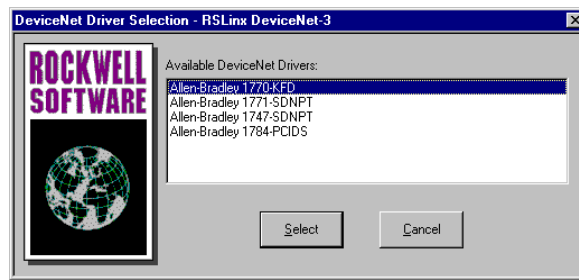 DeviceNet Driver Selection - RSLinx DeviceNet-3
ROCKWELL
SOFTWARE
Available DeviceNet Drivers:
Allen-Bradley 1770-KFD
Allen-Bradley 1771-SDNPT
Allen-Bradley 1747-SDNPT
Allen-Bradley 1784-PCIDS
Select
Cancel